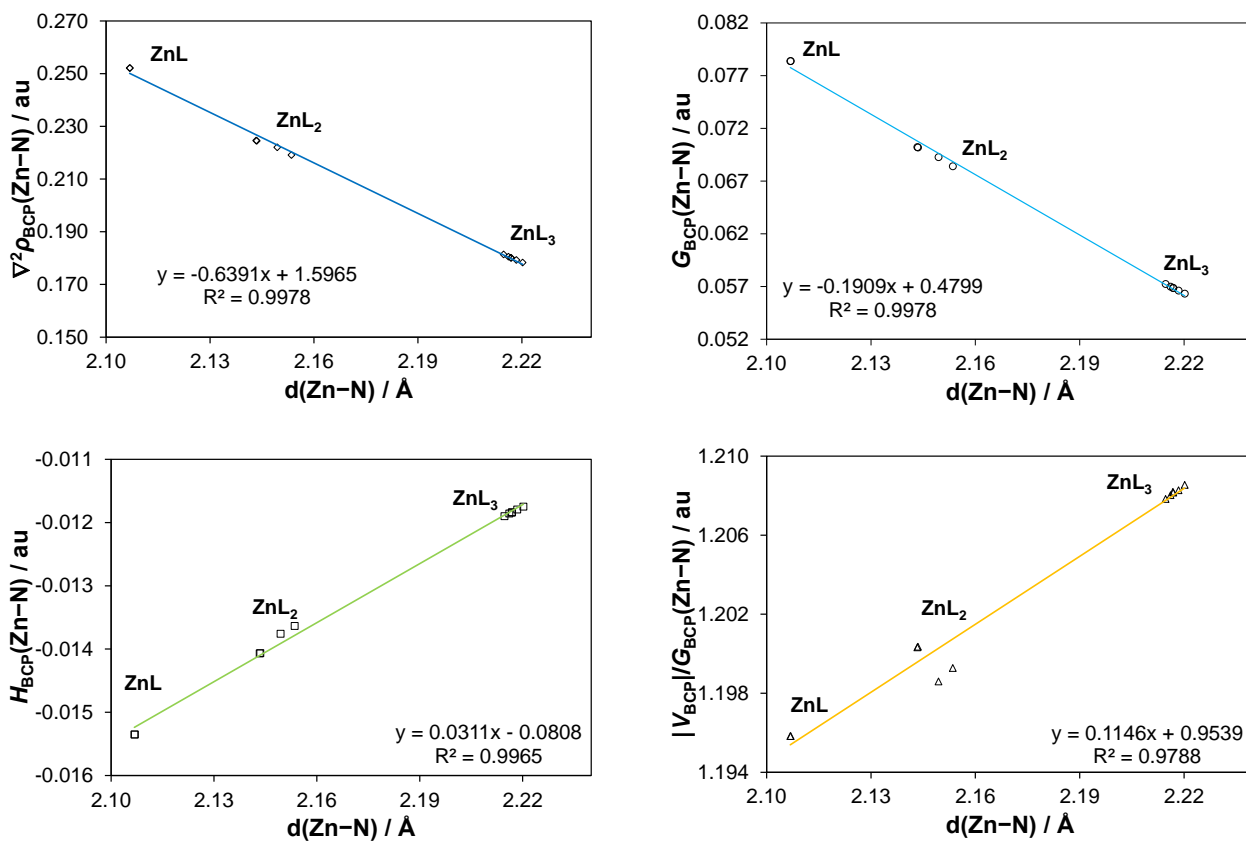 ∇²ρBCP(Zn−N) / au
0.270
0.250
0.230
0.210
0.190
0.170
0.150
ZnL
ZnL₂
ZnL₃
y = -0.6391x + 1.5965
R² = 0.9978
2.10 2.13 2.16 2.19 2.22
d(Zn−N) / Å
GBCP(Zn−N) / au
0.082
0.077
0.072
0.067
0.062
0.057
0.052
ZnL
ZnL₂
ZnL₃
y = -0.1909x + 0.4799
R² = 0.9978
2.10 2.13 2.16 2.19 2.22
d(Zn−N) / Å
HBCP(Zn−N) / au
-0.011
-0.012
-0.013
-0.014
-0.015
-0.016
ZnL₃
ZnL₂
ZnL
y = 0.0311x - 0.0808
R² = 0.9965
2.10 2.13 2.16 2.19 2.22
d(Zn−N) / Å
|VBCP|/GBCP(Zn−N) / au
1.210
1.206
1.202
1.198
1.194
ZnL₃
ZnL₂
ZnL
y = 0.1146x + 0.9539
R² = 0.9788
2.10 2.13 2.16 2.19 2.22
d(Zn−N) / Å